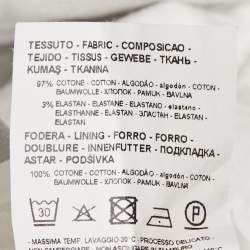 TESSUTO - FABRIC - COMPOSICAO -
TEJIDO - TISSUS - GEWEBE - ТКАНЬ -
KUMAŞ - TKANINA
97% COTONE - COTTON - ALGODÃO - algodón - COTON -
BAUMWOLLE - ХЛОПОК - PAMUK - BAVLNA
3% ELASTAN - ELASTANE - ELASTANO - elastano -
ELASTHANNE - ELASTAN - ЭЛАСТАН - ELASTAN -
ELASTAN
FODERA - LINING - FORRO - FORRO -
DOUBLURE - INNENFUTTER - ПОДКЛАДКА -
ASTAR - PODŠÍVKA
100% COTONE - COTTON - ALGODÃO - algodón - COTON -
BAUMWOLLE - ХЛОПОК - PAMUK - BAVLNA
30 P
- MASSIMA TEMP. LAVAGGIO 30°C - PROCESSO DELICATO